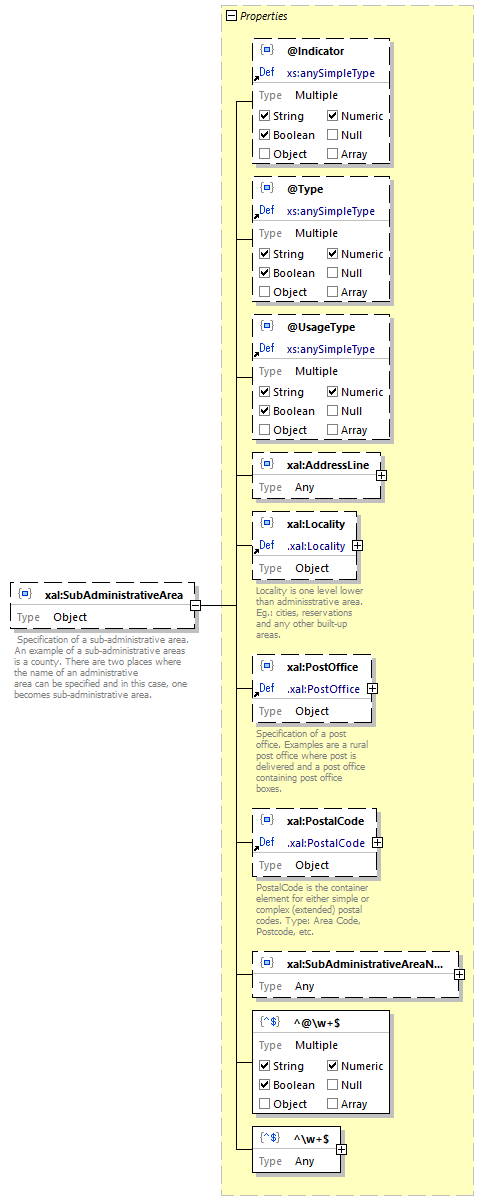 Properties
@Indicator
Def xs:anySimpleType
Type Multiple
String Numeric
Boolean Null
Object Array
@Type
Def xs:anySimpleType
Type Multiple
String Numeric
Boolean Null
Object Array
@UsageType
Def xs:anySimpleType
Type Multiple
String Numeric
Boolean Null
Object Array
xal:AddressLine
Type Any
xal:Locality
Def .xal:Locality
Type Object
Locality is one level lower
than adminisstrative area.
Eg.: cities, reservations
and any other built-up
areas.
xal:SubAdministrativeArea
Type Object
Specification of a sub-administrative area.
An example of a sub-administrative areas
is a county. There are two places where
the name of an administrative
area can be specified and in this case, one
becomes sub-administrative area.
xal:PostOffice
Def .xal:PostOffice
Type Object
Specification of a post
office. Examples are a rural
post office where post is
delivered and a post office
containing post office
boxes.
xal:PostalCode
Def .xal:PostalCode
Type Object
PostalCode is the container
element for either simple or
complex (extended) postal
codes. Type: Area Code,
Postcode, etc.
xal:SubAdministrativeAreaN...
Type Any
{^$} ^@\w+$
Type Multiple
String Numeric
Boolean Null
Object Array
{^$} ^\w+$
Type Any